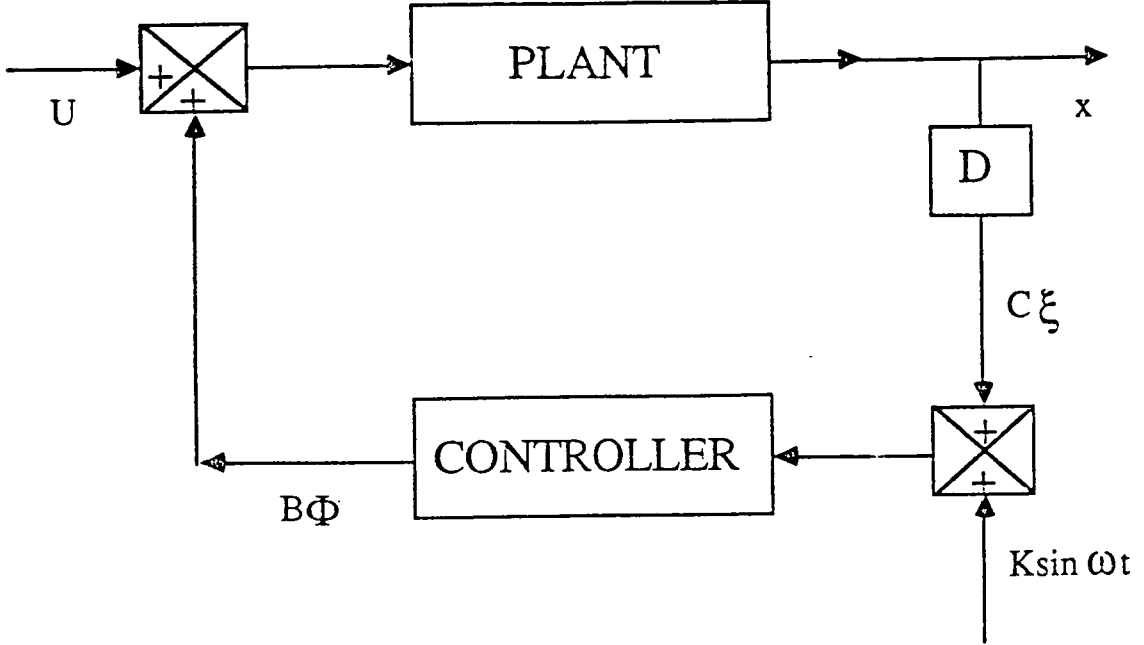 PLANT
+
+
U
x
D
Cξ
CONTROLLER
+
+
BΦ
Ksin ωt